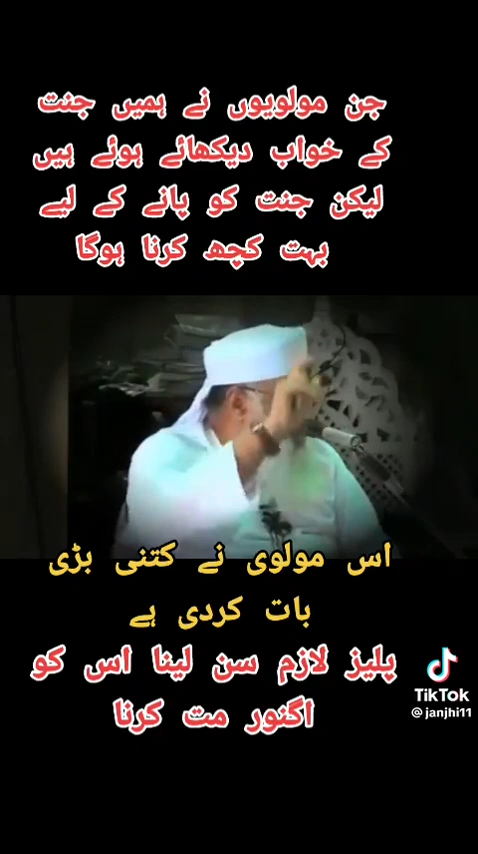 جن مولویوں نے ہمیں جنت
کے خواب دیکھائے ہوئے ہیں
لیکن جنت کو پانے کے لیے
بہت کچھ کرنا ہوگا
اس مولوی نے کتنی بڑی
بات کردی ہے
پلیز لازم سن لینا اس کو
اگنور مت کرنا
TikTok
@janjhi11